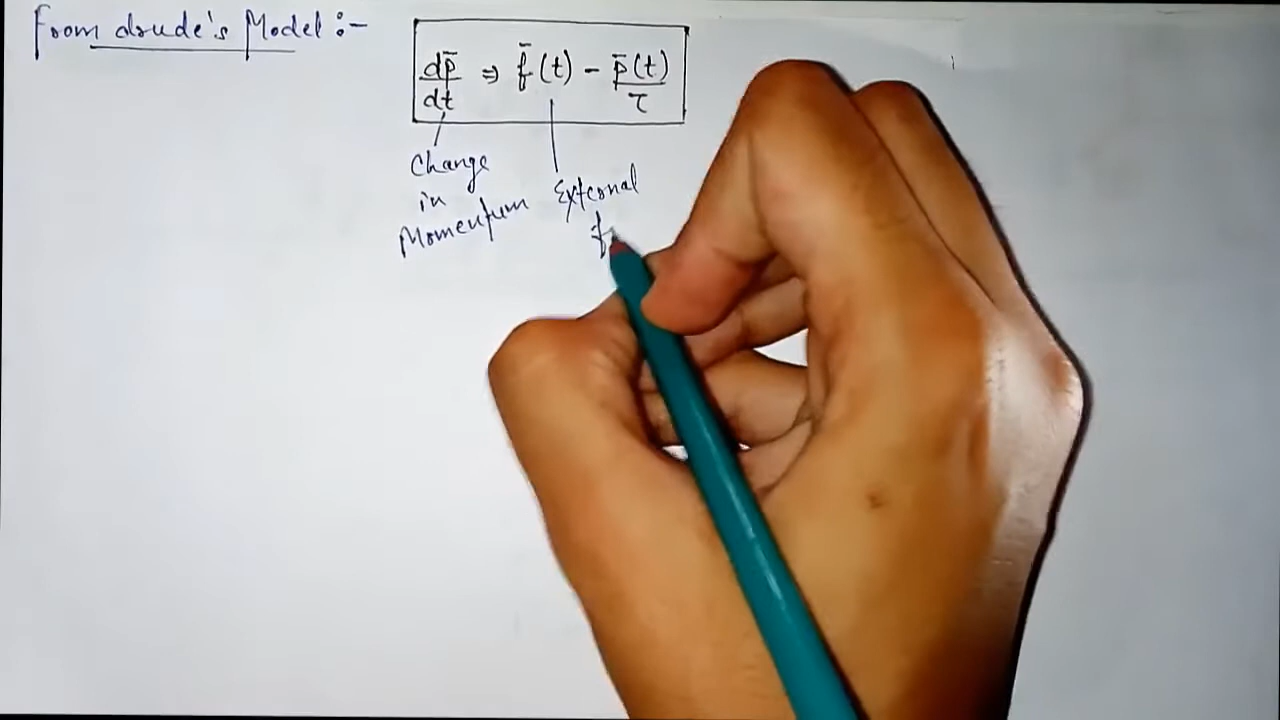 From drude's Model :-
dp̄/dt ⇒ f̄(t) - p̄(t)/τ
Change
in
Momentum
External
f